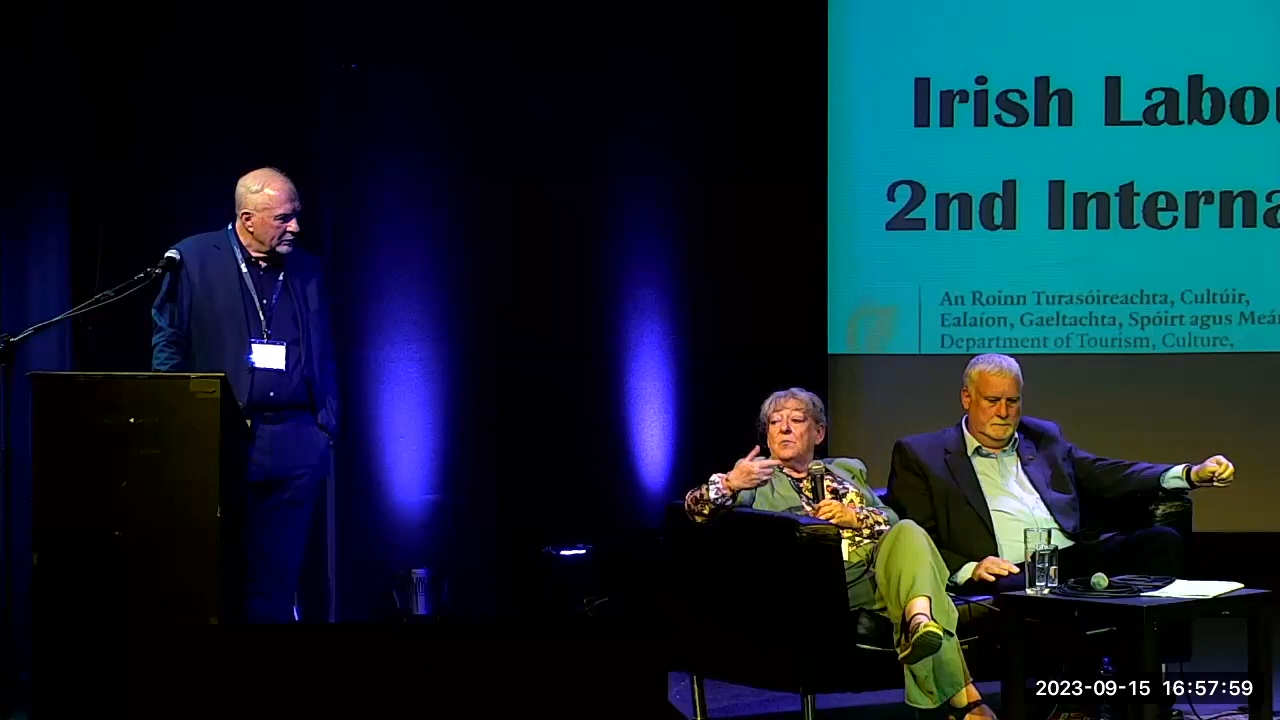 Irish Labo
2nd Interna
An Roinn Turasóireachta, Cultúir,
Ealaíon, Gaeltachta, Spóirt agus Meá
Department of Tourism, Culture,
2023-09-15 16:57:59